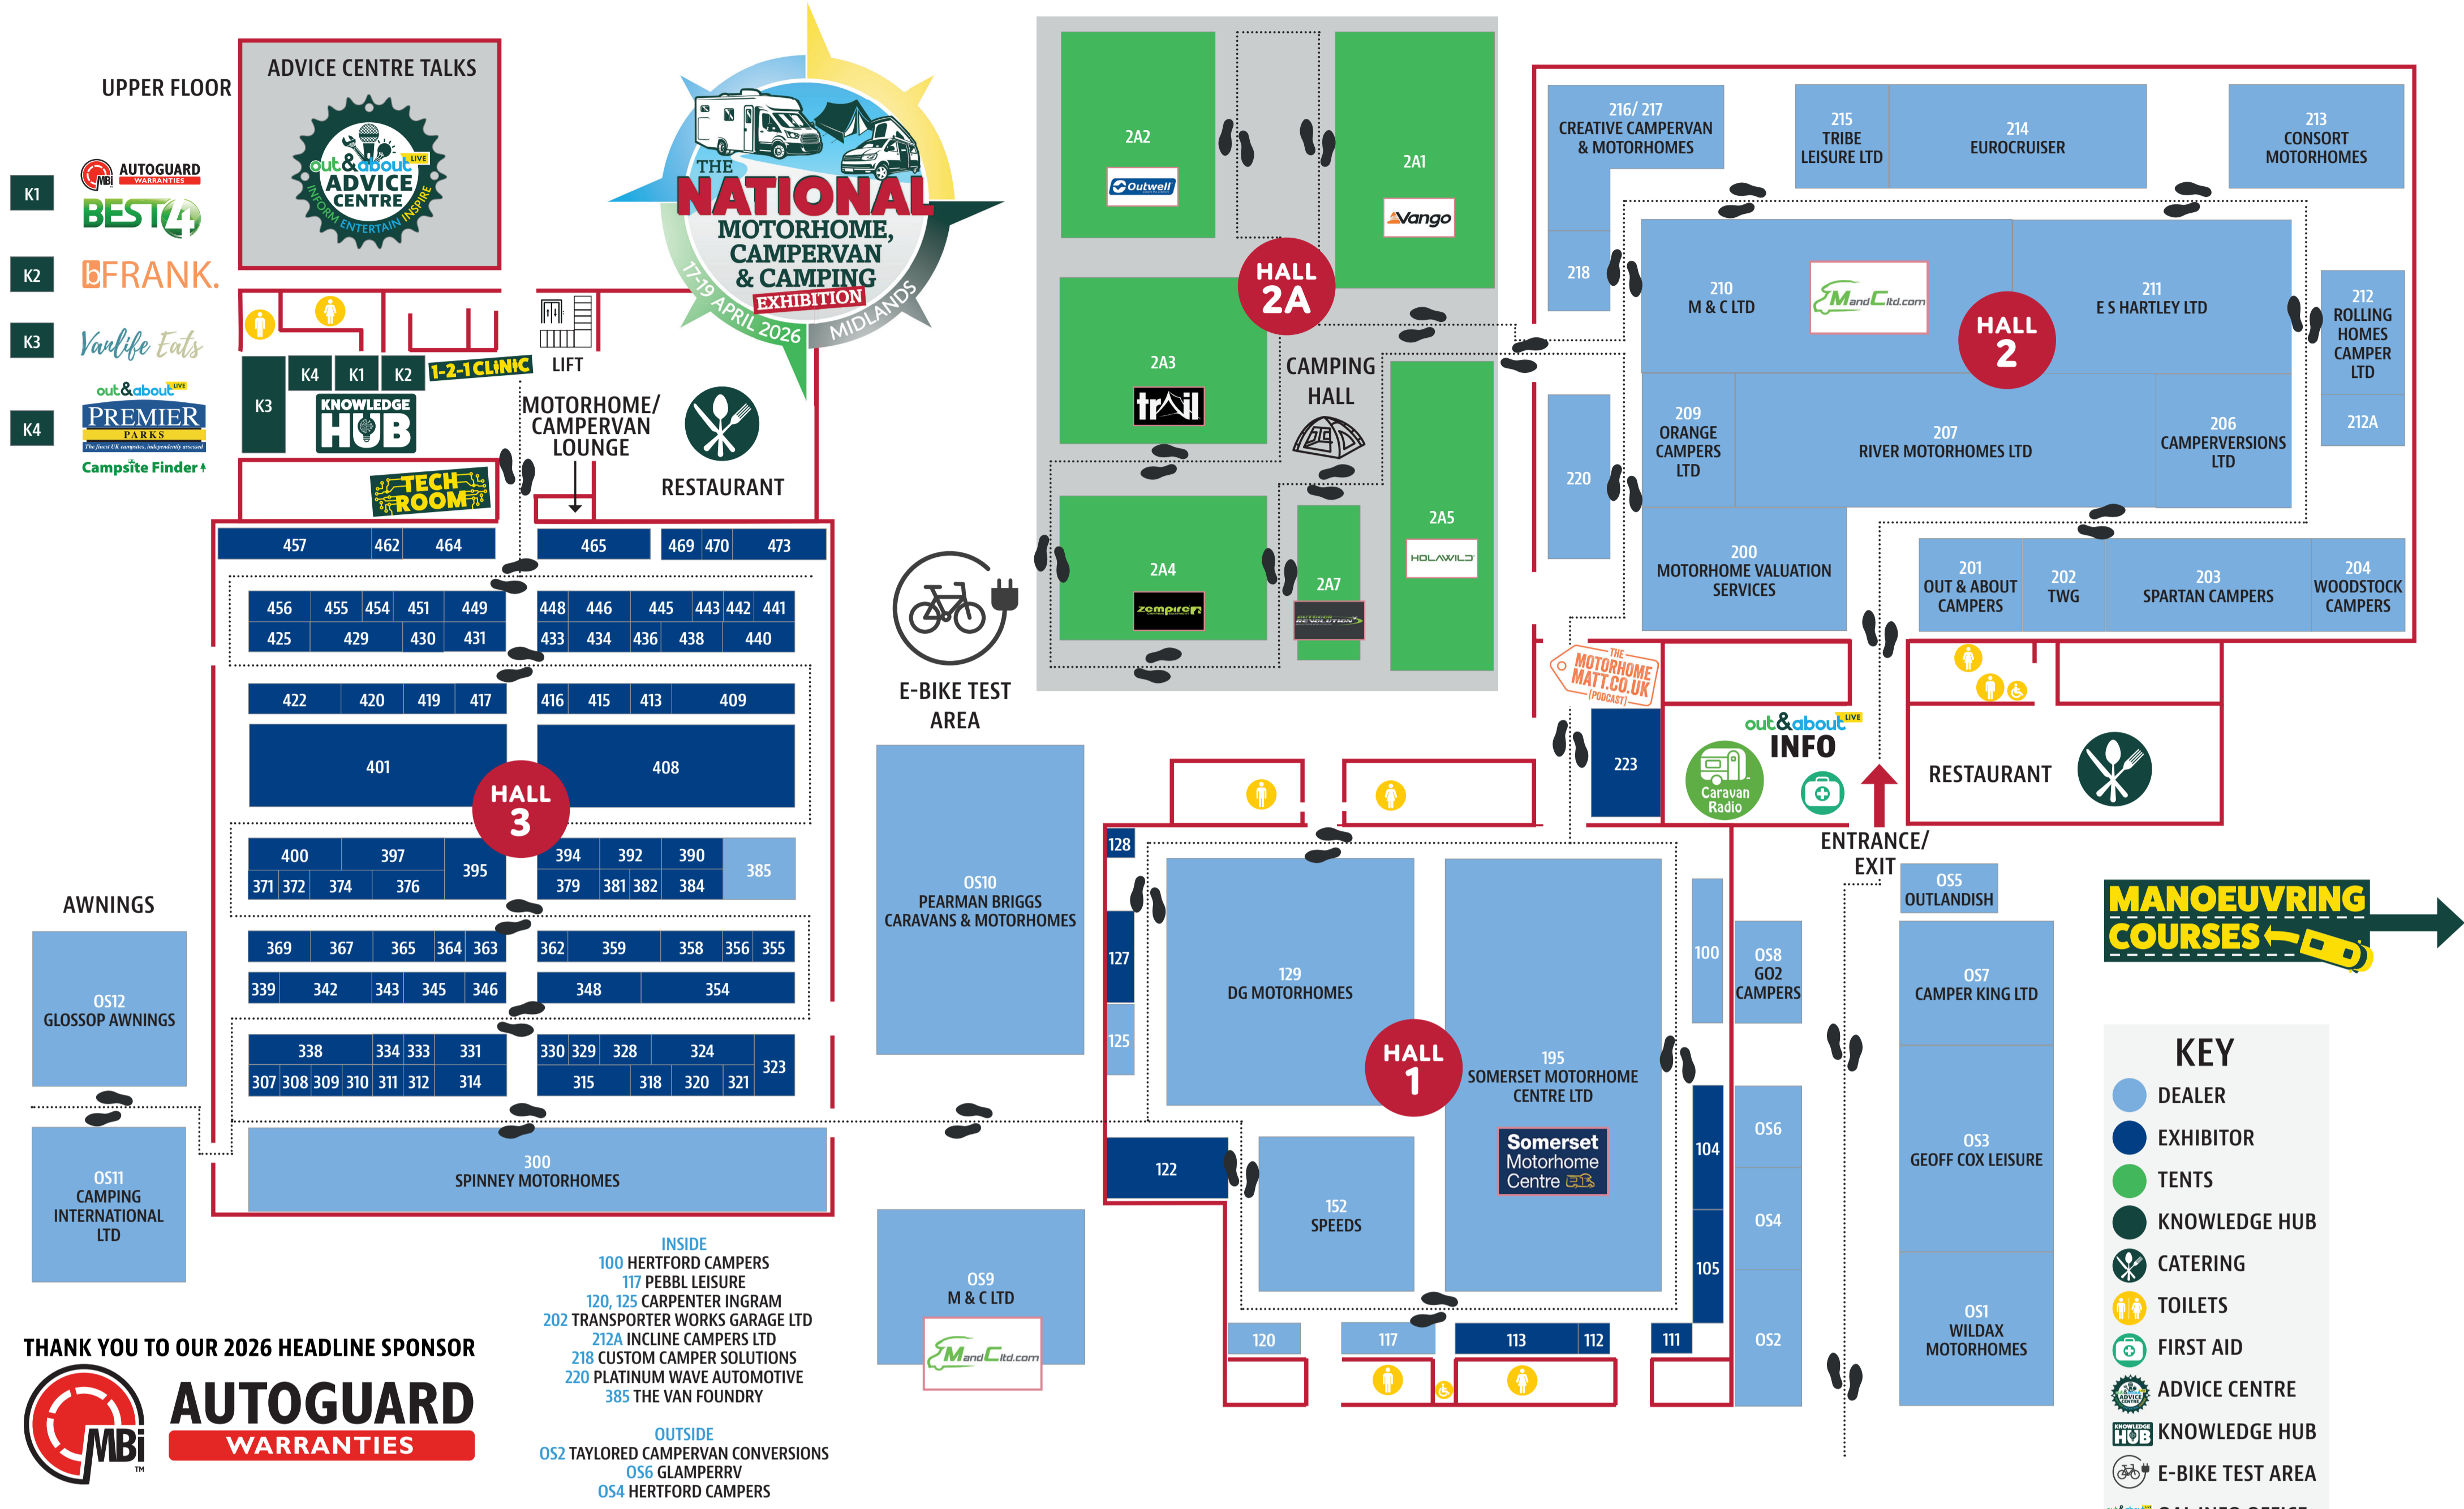 UPPER FLOOR
ADVICE CENTRE TALKS
out&about LIVE
ADVICE
CENTRE
INFORM ENTERTAIN INSPIRE
K1
MBi AUTOGUARD
WARRANTIES
BEST4
K2
bFRANK.
K3
Vanlife Eats
K4
out&about LIVE
PREMIER
PARKS
The finest UK campsites, independently assessed
Campsite Finder
THE
NATIONAL
MOTORHOME,
CAMPERVAN
& CAMPING
EXHIBITION
17-19 APRIL 2026
MIDLANDS
K4
K1
K2
1-2-1 CLINIC
K3
KNOWLEDGE
HUB
LIFT
MOTORHOME/
CAMPERVAN
LOUNGE
RESTAURANT
TECH
ROOM
457
462
464
465
469
470
473
456
455
454
451
449
448
446
445
443
442
441
425
429
430
431
433
434
436
438
440
422
420
419
417
416
415
413
409
401
408
HALL
3
400
397
395
394
392
390
385
371
372
374
376
379
381
382
384
369
367
365
364
363
362
359
358
356
355
339
342
343
345
346
348
354
338
334
333
331
330
329
328
324
323
307
308
309
310
311
312
314
315
318
320
321
300
SPINNEY MOTORHOMES
AWNINGS
OS12
GLOSSOP AWNINGS
OS11
CAMPING
INTERNATIONAL
LTD
THANK YOU TO OUR 2026 HEADLINE SPONSOR
MBi
TM
AUTOGUARD
WARRANTIES
INSIDE
100 HERTFORD CAMPERS
117 PEBBL LEISURE
120, 125 CARPENTER INGRAM
202 TRANSPORTER WORKS GARAGE LTD
212A INCLINE CAMPERS LTD
218 CUSTOM CAMPER SOLUTIONS
220 PLATINUM WAVE AUTOMOTIVE
385 THE VAN FOUNDRY
OUTSIDE
OS2 TAYLORED CAMPERVAN CONVERSIONS
OS6 GLAMPERRV
OS4 HERTFORD CAMPERS
2A2
Outwell
2A1
Vango
HALL
2A
2A3
trail
CAMPING
HALL
2A4
zempire
2A7
OUTDOOR
REVOLUTION
2A5
HOLAWILD
E-BIKE TEST
AREA
OS10
PEARMAN BRIGGS
CARAVANS & MOTORHOMES
OS9
M & C LTD
MandCltd.com
216/ 217
CREATIVE CAMPERVAN
& MOTORHOMES
215
TRIBE
LEISURE LTD
214
EUROCRUISER
213
CONSORT
MOTORHOMES
218
210
M & C LTD
MandCltd.com
211
E S HARTLEY LTD
HALL
2
212
ROLLING
HOMES
CAMPER
LTD
212A
220
209
ORANGE
CAMPERS
LTD
207
RIVER MOTORHOMES LTD
206
CAMPERVERSIONS
LTD
200
MOTORHOME VALUATION
SERVICES
201
OUT & ABOUT
CAMPERS
202
TWG
203
SPARTAN CAMPERS
204
WOODSTOCK
CAMPERS
THE
MOTORHOME
MATT.CO.UK
(PODCAST)
223
out&about LIVE
INFO
Caravan
Radio
RESTAURANT
ENTRANCE/
EXIT
128
127
125
122
129
DG MOTORHOMES
HALL
1
195
SOMERSET MOTORHOME
CENTRE LTD
Somerset
Motorhome
Centre
152
SPEEDS
100
104
105
120
117
113
112
111
OS8
GO2
CAMPERS
OS6
OS4
OS2
OS5
OUTLANDISH
OS7
CAMPER KING LTD
OS3
GEOFF COX LEISURE
OS1
WILDAX
MOTORHOMES
MANOEUVRING
COURSES
KEY
DEALER
EXHIBITOR
TENTS
KNOWLEDGE HUB
CATERING
TOILETS
FIRST AID
ADVICE CENTRE
KNOWLEDGE HUB
E-BIKE TEST AREA